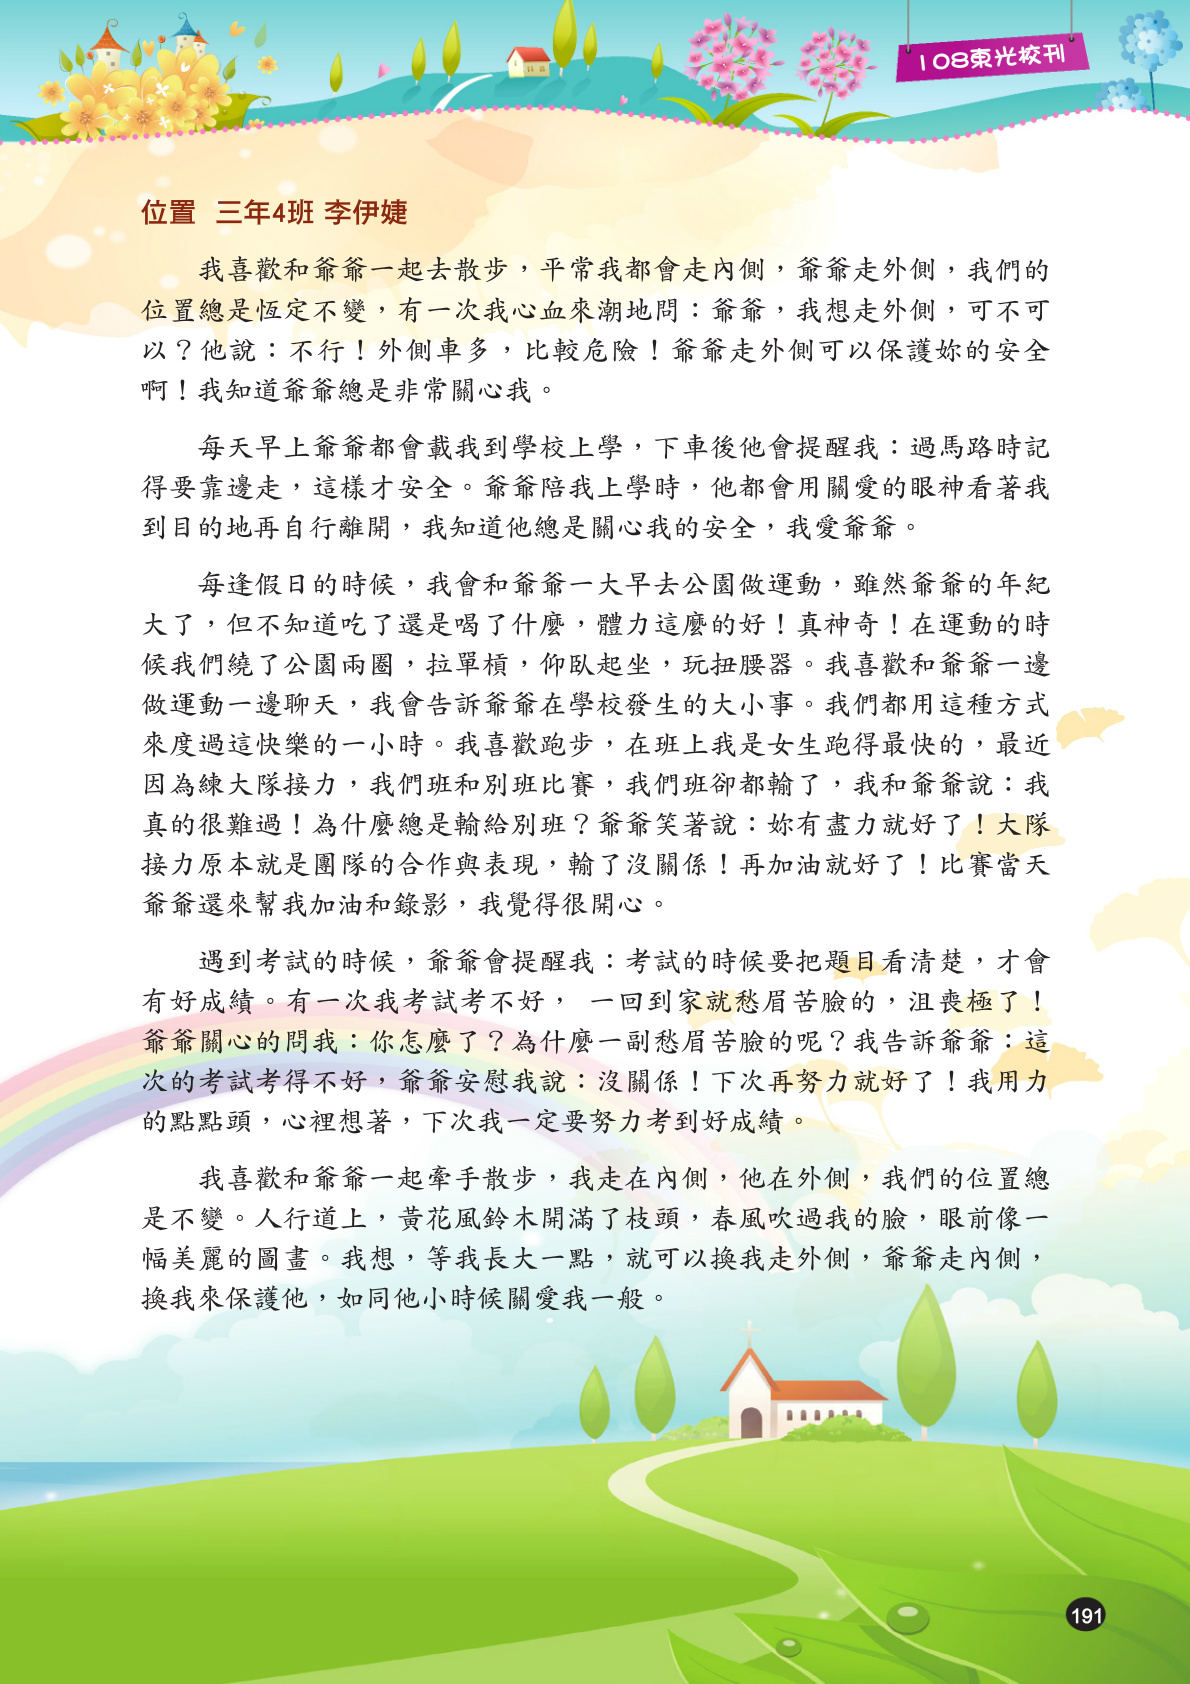 108東光校刊
位置 三年4班 李伊婕
我喜歡和爺爺一起去散步，平常我都會走內側，爺爺走外側，我們的
位置總是恆定不變，有一次我心血來潮地問：爺爺，我想走外側，可不可
以？他說：不行！外側車多，比較危險！爺爺走外側可以保護妳的安全
啊！我知道爺爺總是非常關心我。
每天早上爺爺都會載我到學校上學，下車後他會提醒我：過馬路時記
得要靠邊走，這樣才安全。爺爺陪我上學時，他都會用關愛的眼神看著我
到目的地再自行離開，我知道他總是關心我的安全，我愛爺爺。
每逢假日的時候，我會和爺爺一大早去公園做運動，雖然爺爺的年紀
大了，但不知道吃了還是喝了什麼，體力這麼的好！真神奇！在運動的時
候我們繞了公園兩圈，拉單槓，仰臥起坐，玩扭腰器。我喜歡和爺爺一邊
做運動一邊聊天，我會告訴爺爺在學校發生的大小事。我們都用這種方式
來度過這快樂的一小時。我喜歡跑步，在班上我是女生跑得最快的，最近
因為練大隊接力，我們班和別班比賽，我們班卻都輸了，我和爺爺說：我
真的很難過！為什麼總是輸給別班？爺爺笑著說：妳有盡力就好了！大隊
接力原本就是團隊的合作與表現，輸了沒關係！再加油就好了！比賽當天
爺爺還來幫我加油和錄影，我覺得很開心。
遇到考試的時候，爺爺會提醒我：考試的時候要把題目看清楚，才會
有好成績。有一次我考試考不好， 一回到家就愁眉苦臉的，沮喪極了！
爺爺關心的問我：你怎麼了？為什麼一副愁眉苦臉的呢？我告訴爺爺：這
次的考試考得不好，爺爺安慰我說：沒關係！下次再努力就好了！我用力
的點點頭，心裡想著，下次我一定要努力考到好成績。
我喜歡和爺爺一起牽手散步，我走在內側，他在外側，我們的位置總
是不變。人行道上，黃花風鈴木開滿了枝頭，春風吹過我的臉，眼前像一
幅美麗的圖畫。我想，等我長大一點，就可以換我走外側，爺爺走內側，
換我來保護他，如同他小時候關愛我一般。
191